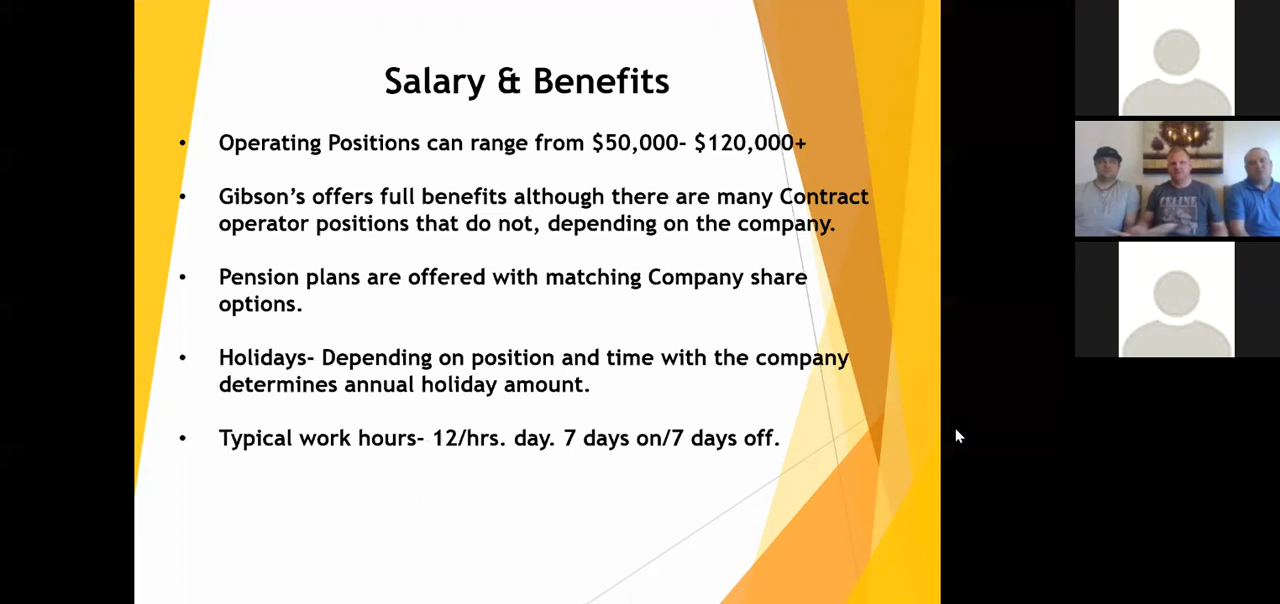 Salary & Benefits
• Operating Positions can range from $50,000- $120,000+
• Gibson's offers full benefits although there are many Contract
operator positions that do not, depending on the company.
• Pension plans are offered with matching Company share
options.
• Holidays- Depending on position and time with the company
determines annual holiday amount.
• Typical work hours- 12/hrs. day. 7 days on/7 days off.